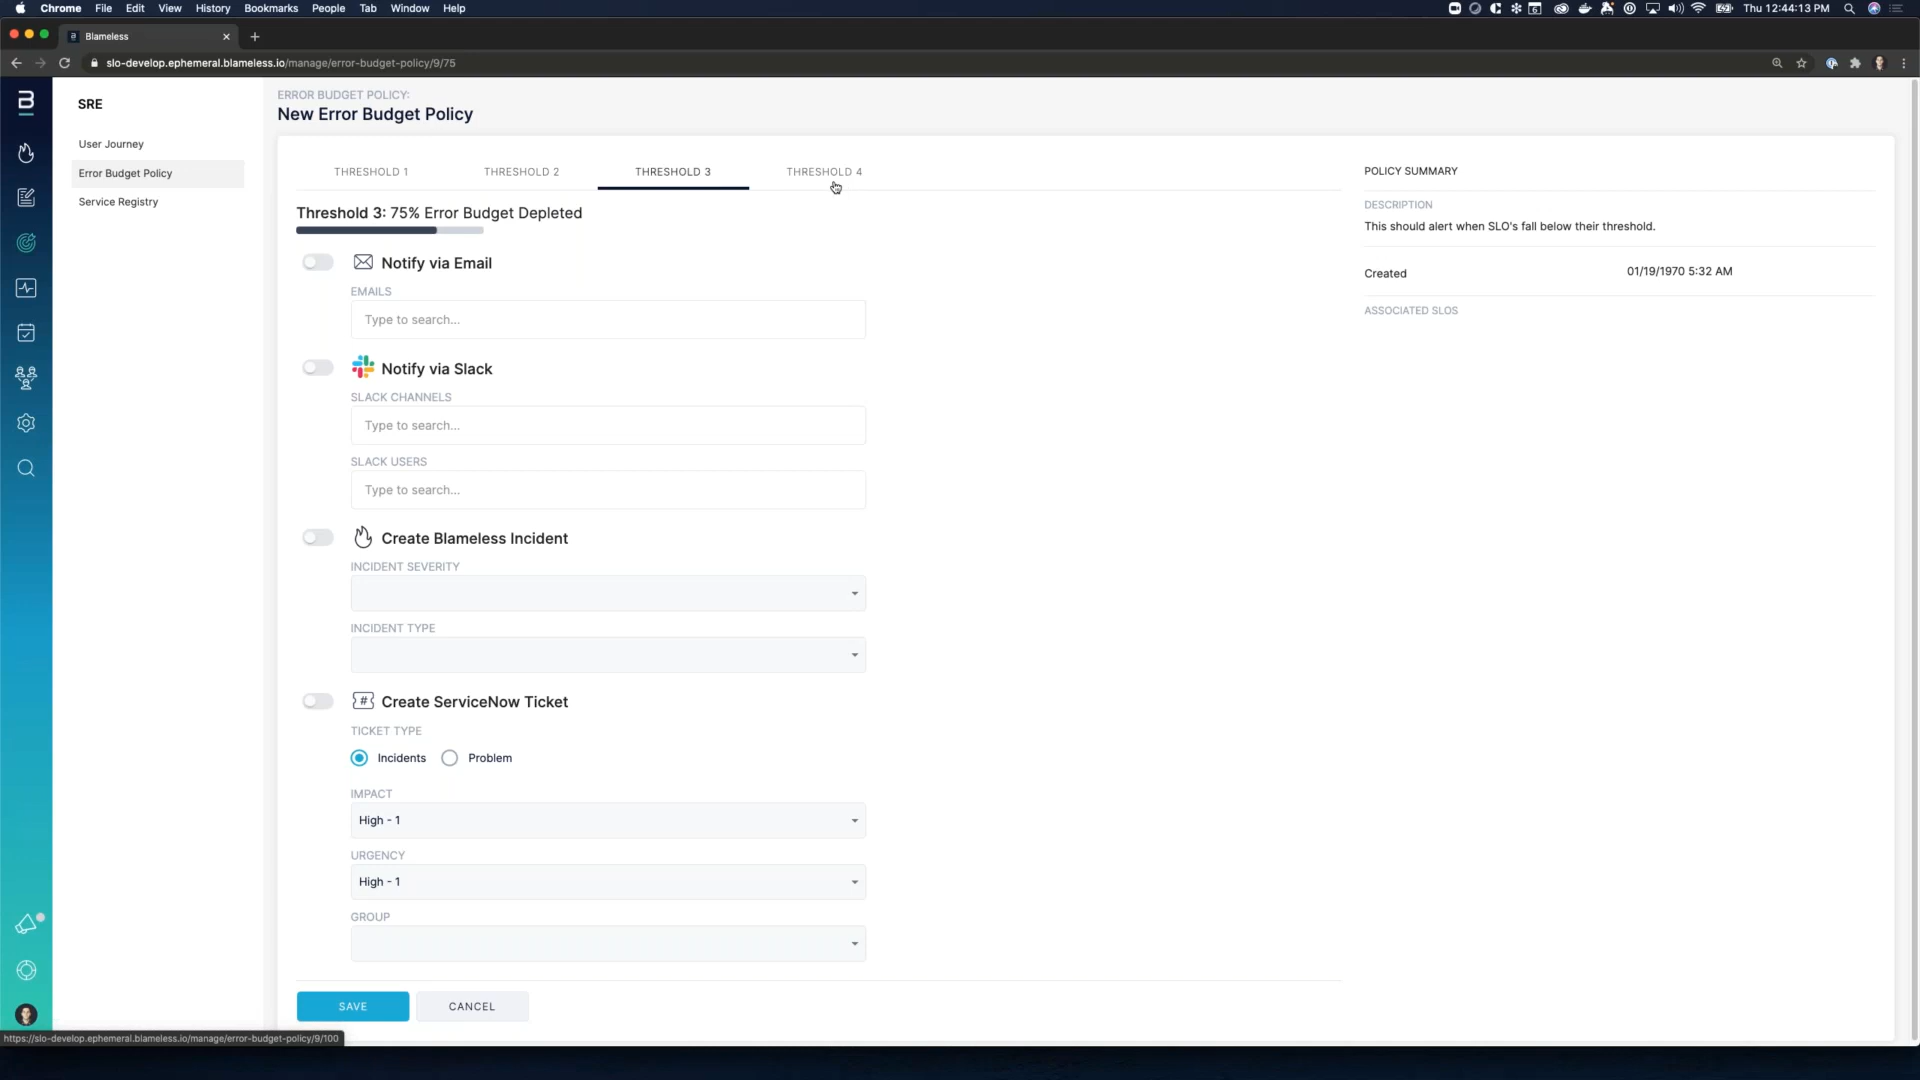 Chrome File Edit View History Bookmarks People Tab Window Help
6
Thu 12:44:13 PM
Blameless
slo-develop.ephemeral.blameless.io/manage/error-budget-policy/9/75
SRE
User Journey
Error Budget Policy
Service Registry
ERROR BUDGET POLICY:
New Error Budget Policy
THRESHOLD 1 THRESHOLD 2 THRESHOLD 3 THRESHOLD 4
Threshold 3: 75% Error Budget Depleted
Notify via Email
EMAILS
Type to search...
Notify via Slack
SLACK CHANNELS
Type to search...
SLACK USERS
Type to search...
Create Blameless Incident
INCIDENT SEVERITY
INCIDENT TYPE
# Create ServiceNow Ticket
TICKET TYPE
Incidents Problem
IMPACT
High - 1
URGENCY
High - 1
GROUP
SAVE CANCEL
POLICY SUMMARY
DESCRIPTION
This should alert when SLO's fall below their threshold.
Created 01/19/1970 5:32 AM
ASSOCIATED SLOS
https://slo-develop.ephemeral.blameless.io/manage/error-budget-policy/9/100